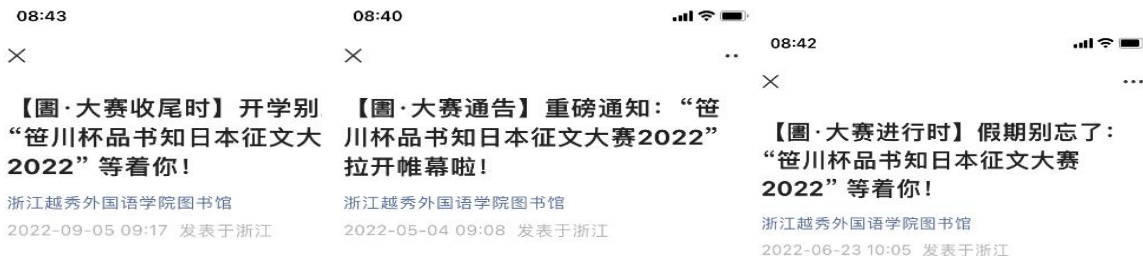 08:43
【圕·大赛收尾时】开学别
“笹川杯品书知日本征文大
2022”等着你！
浙江越秀外国语学院图书馆
2022-09-05 09:17 发表于浙江
08:40
【圕·大赛通告】重磅通知：“笹
川杯品书知日本征文大赛2022”
拉开帷幕啦！
浙江越秀外国语学院图书馆
2022-05-04 09:08 发表于浙江
08:42
【圕·大赛进行时】假期别忘了：
“笹川杯品书知日本征文大赛
2022”等着你！
浙江越秀外国语学院图书馆
2022-06-23 10:05 发表于浙江